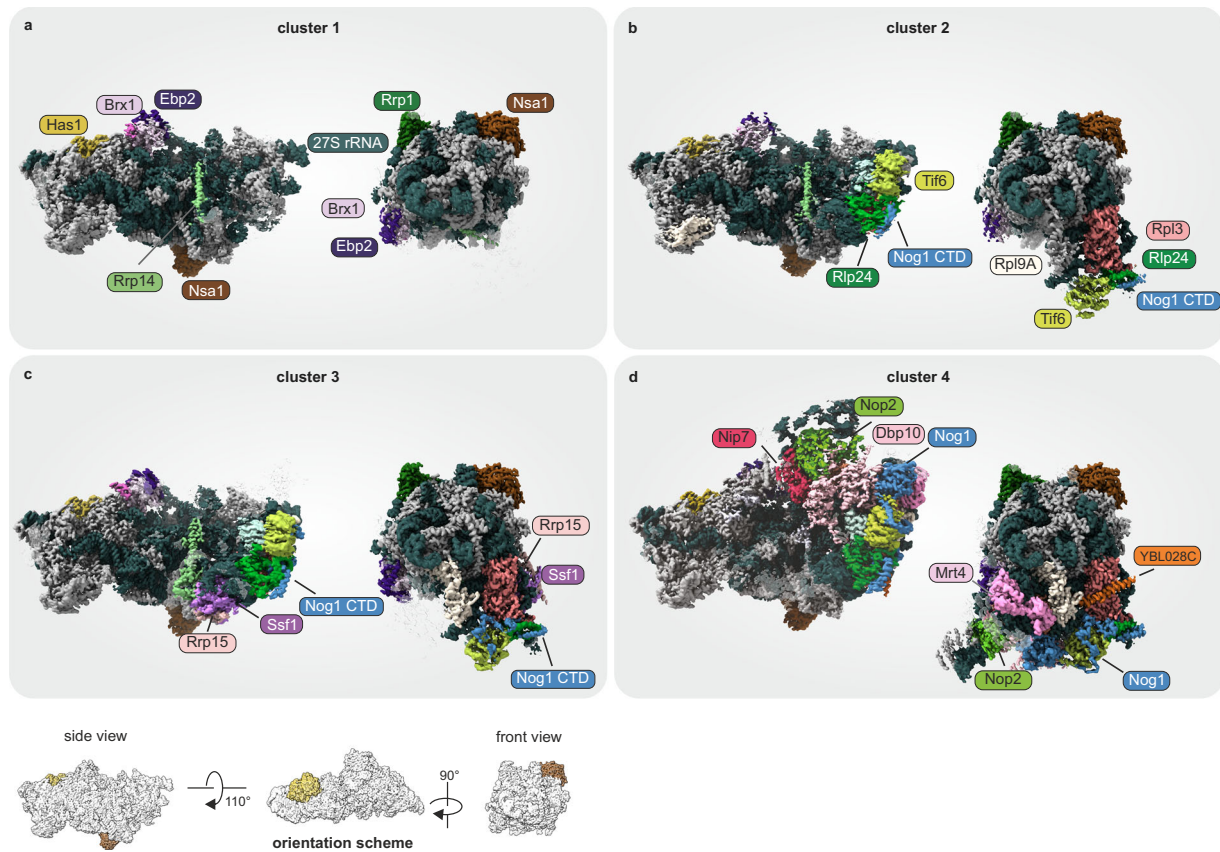 a
cluster 1
Brx1
Ebp2
Has1
Rrp1
Nsa1
27S rRNA
Brx1
Ebp2
Rrp14
Nsa1
b
cluster 2
Tif6
Nog1 CTD
Rlp24
Rpl9A
Rpl3
Rlp24
Nog1 CTD
Tif6
c
cluster 3
Rrp15
Ssf1
Nog1 CTD
Ssf1
Rrp15
Nog1 CTD
d
cluster 4
Nop2
Nip7
Dbp10
Nog1
YBL028C
Mrt4
Nop2
Nog1
side view
front view
110°
90°
orientation scheme